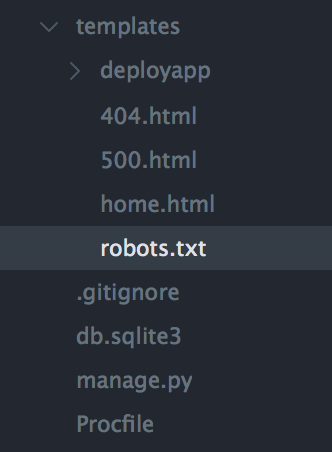 templates
deployapp
404.html
500.html
home.html
robots.txt
.gitignore
db.sqlite3
manage.py
Procfile